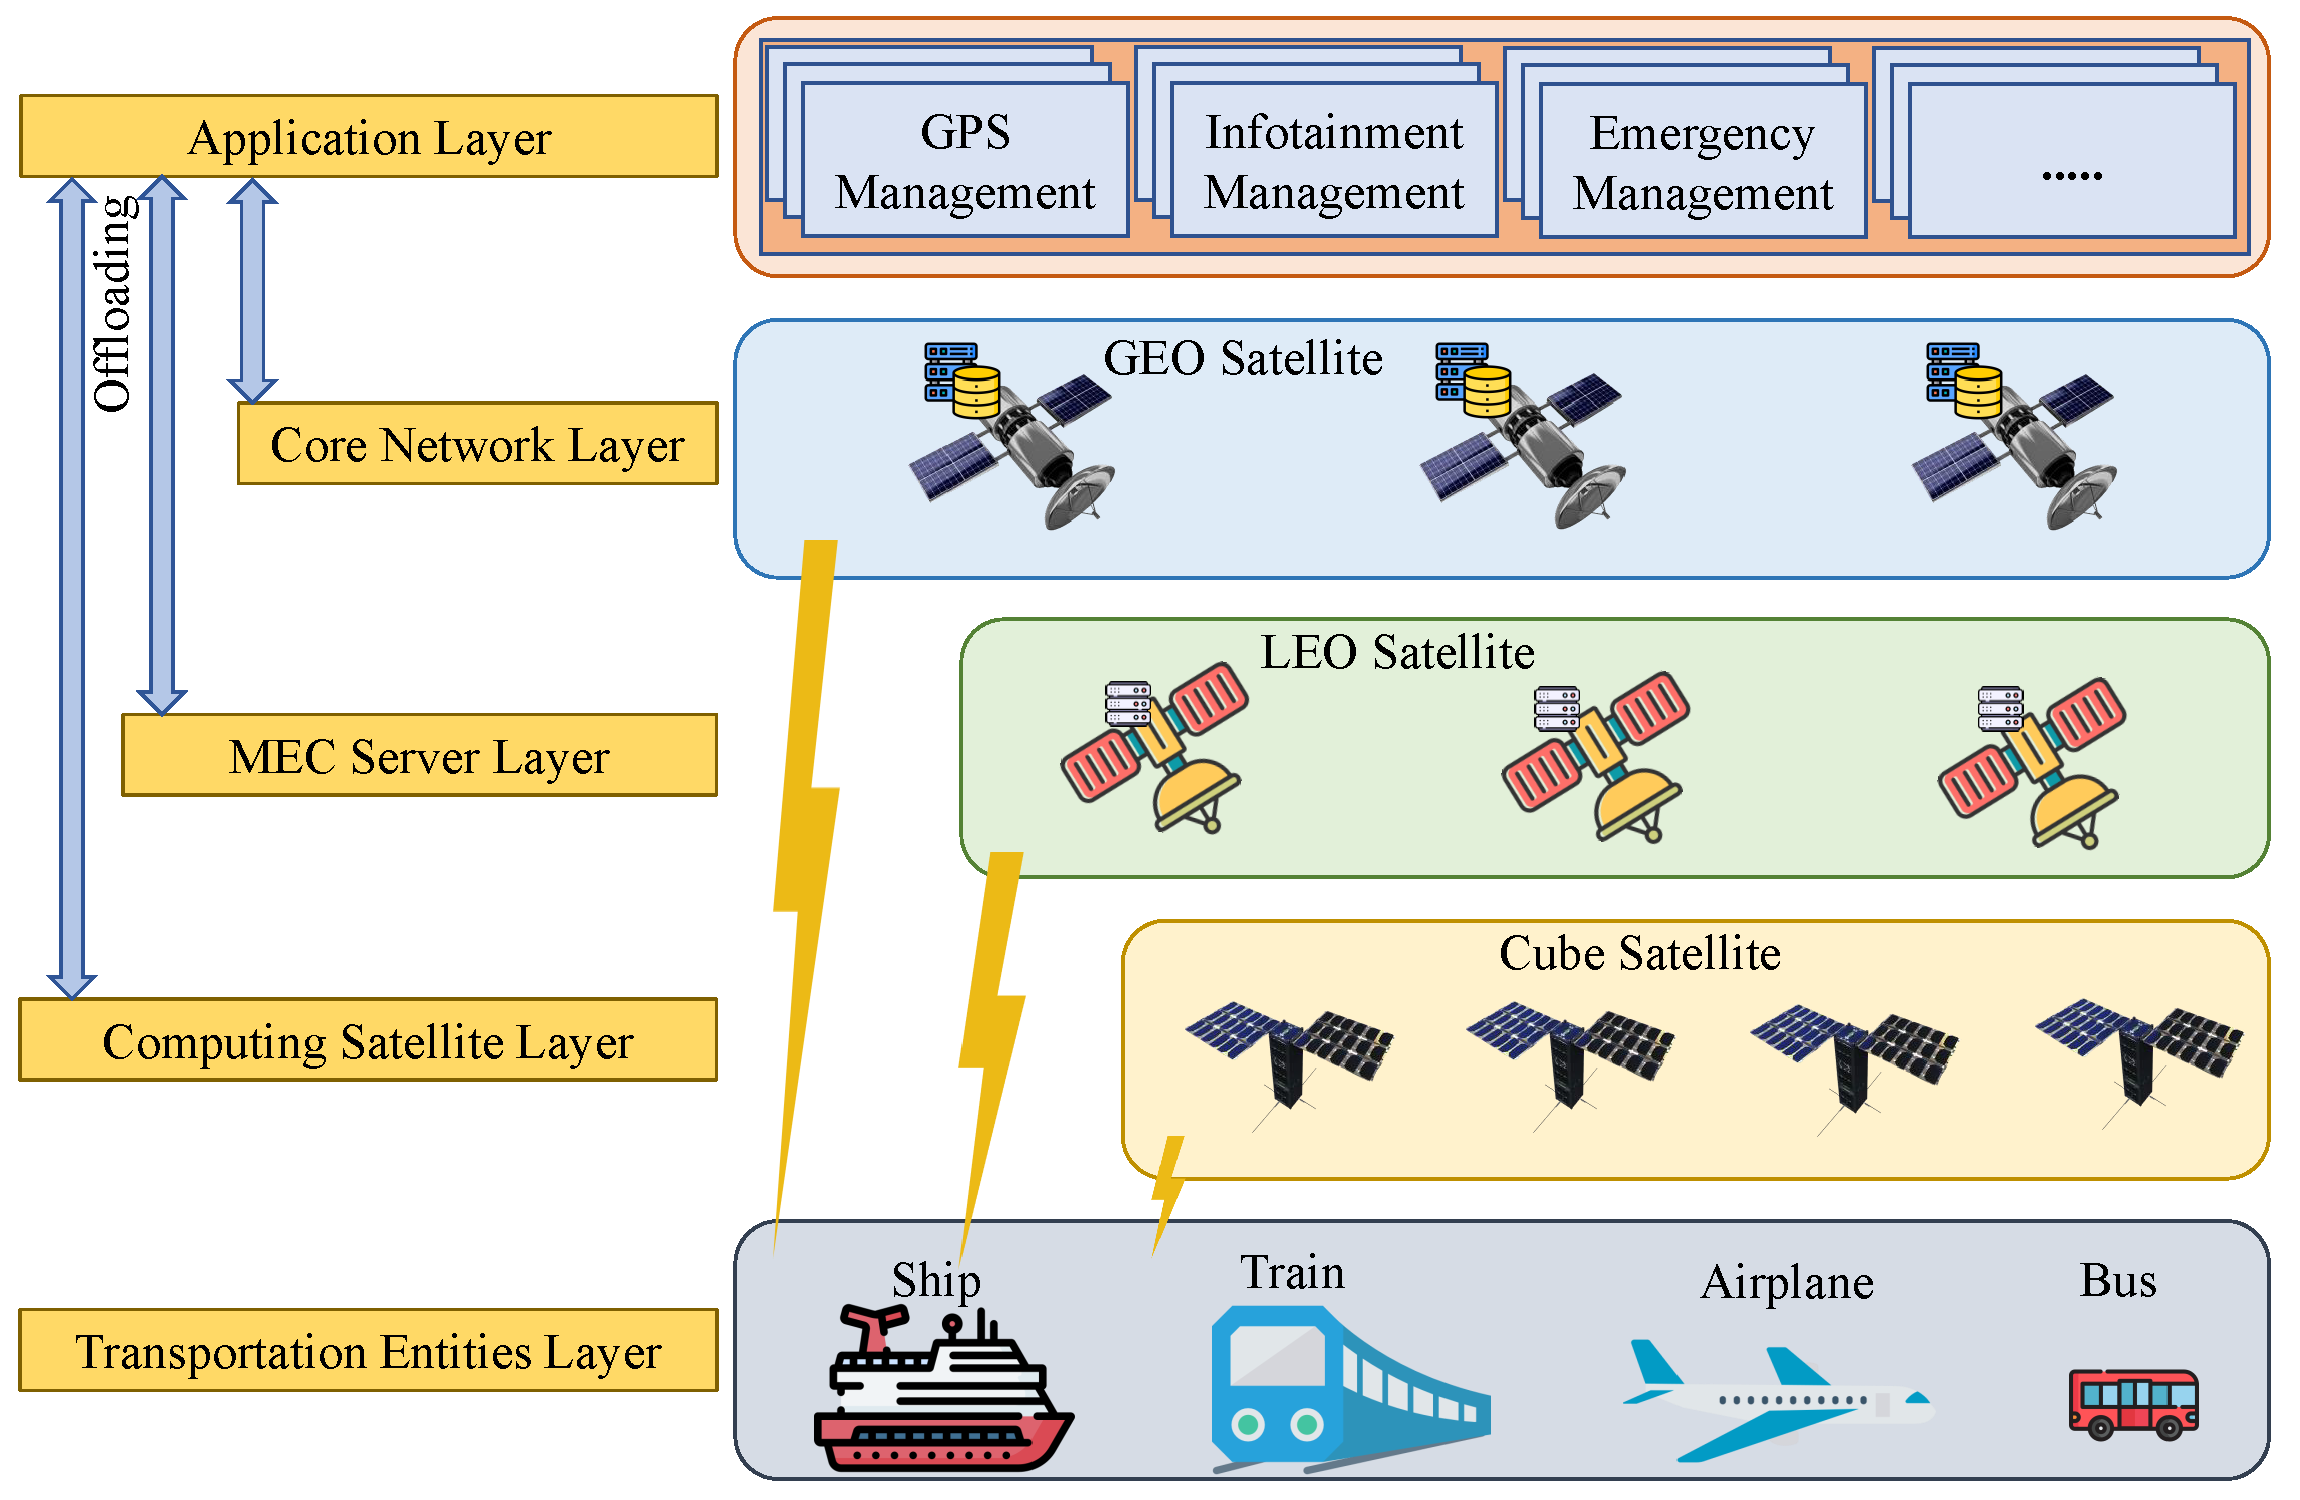 Application Layer
GPS
Management
Infotainment
Management
Emergency
Management
.....
Offloading
GEO Satellite
Core Network Layer
LEO Satellite
MEC Server Layer
Cube Satellite
Computing Satellite Layer
Ship
Train
Airplane
Bus
Transportation Entities Layer